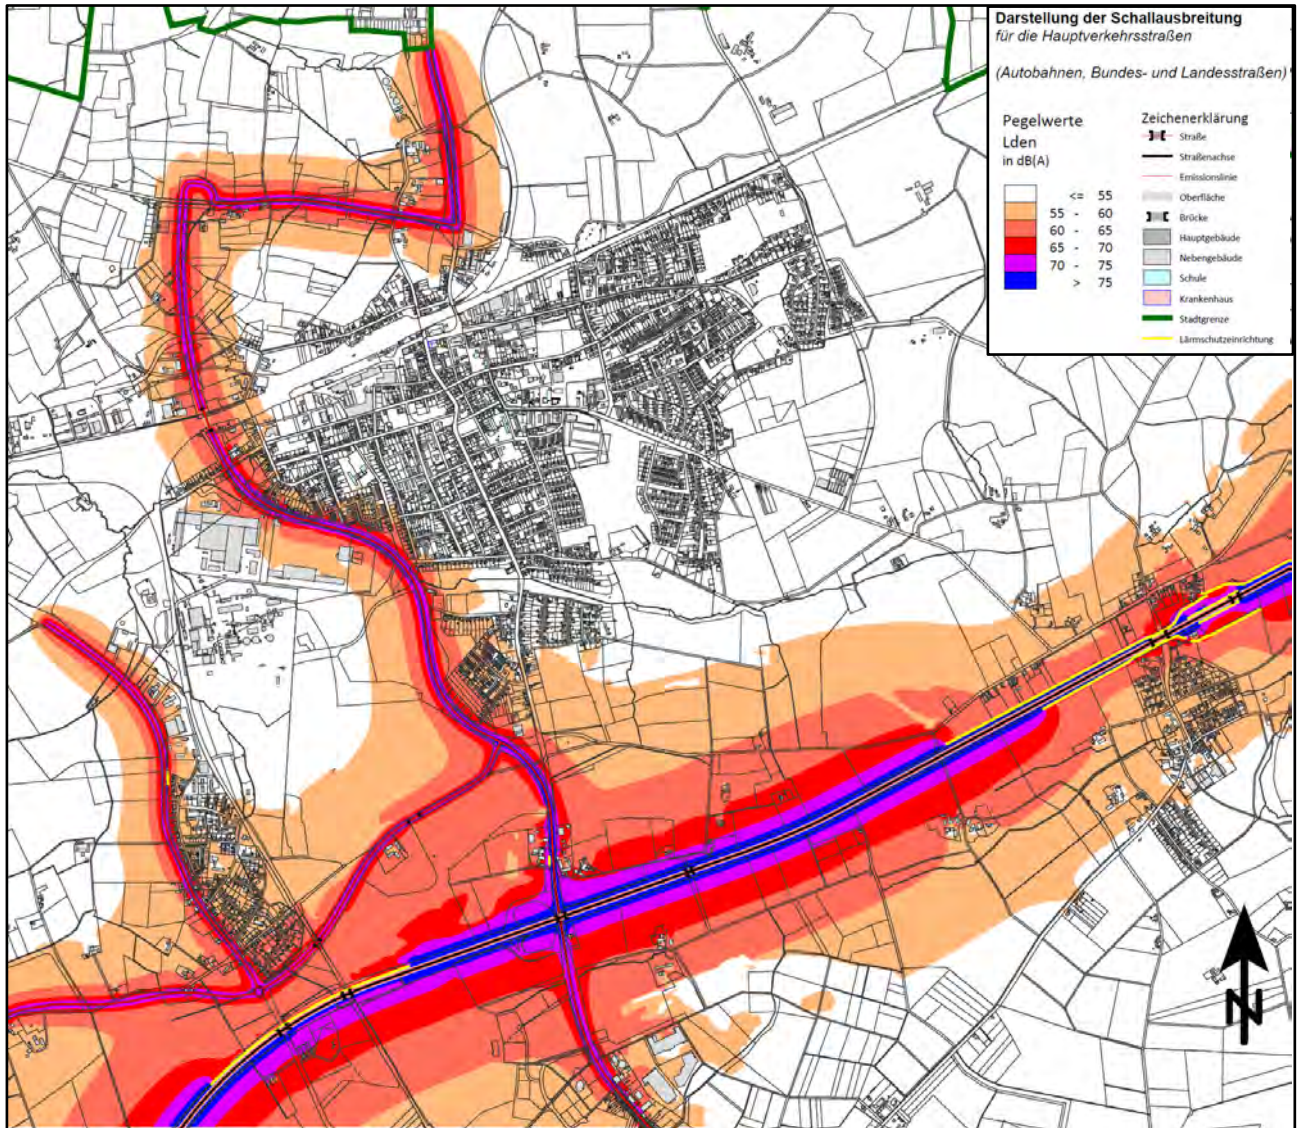 Darstellung der Schallausbreitung
für die Hauptverkehrsstraßen
(Autobahnen, Bundes- und Landesstraßen)
Pegelwerte
Lden
in dB(A)
<= 55
55 - 60
60 - 65
65 - 70
70 - 75
> 75
Zeichenerklärung
Straße
Straßenachse
Emissionslinie
Oberfläche
Brücke
Hauptgebäude
Nebengebäude
Schule
Krankenhaus
Stadtgrenze
Lärmschutzeinrichtung
N